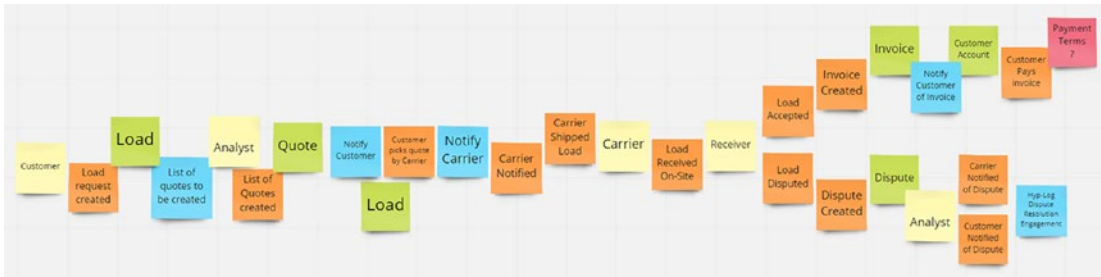 Customer
Load
request
created
Load
List of
quotes to
be created
Analyst
List of
Quotes
created
Quote
Notify
Customer
Load
Customer
picks quote
by Carrier
Notify
Carrier
Carrier
Notified
Carrier
Shipped
Load
Carrier
Load
Received
On-Site
Receiver
Load
Accepted
Invoice
Created
Invoice
Notify
Customer
of Invoice
Customer
Account
Customer
Pays
invoice
Payment
Terms
?
Load
Disputed
Dispute
Created
Dispute
Analyst
Carrier
Notified
of Dispute
Customer
Notified
of Dispute
Hyp-Log
Dispute
Resolution
Engagement